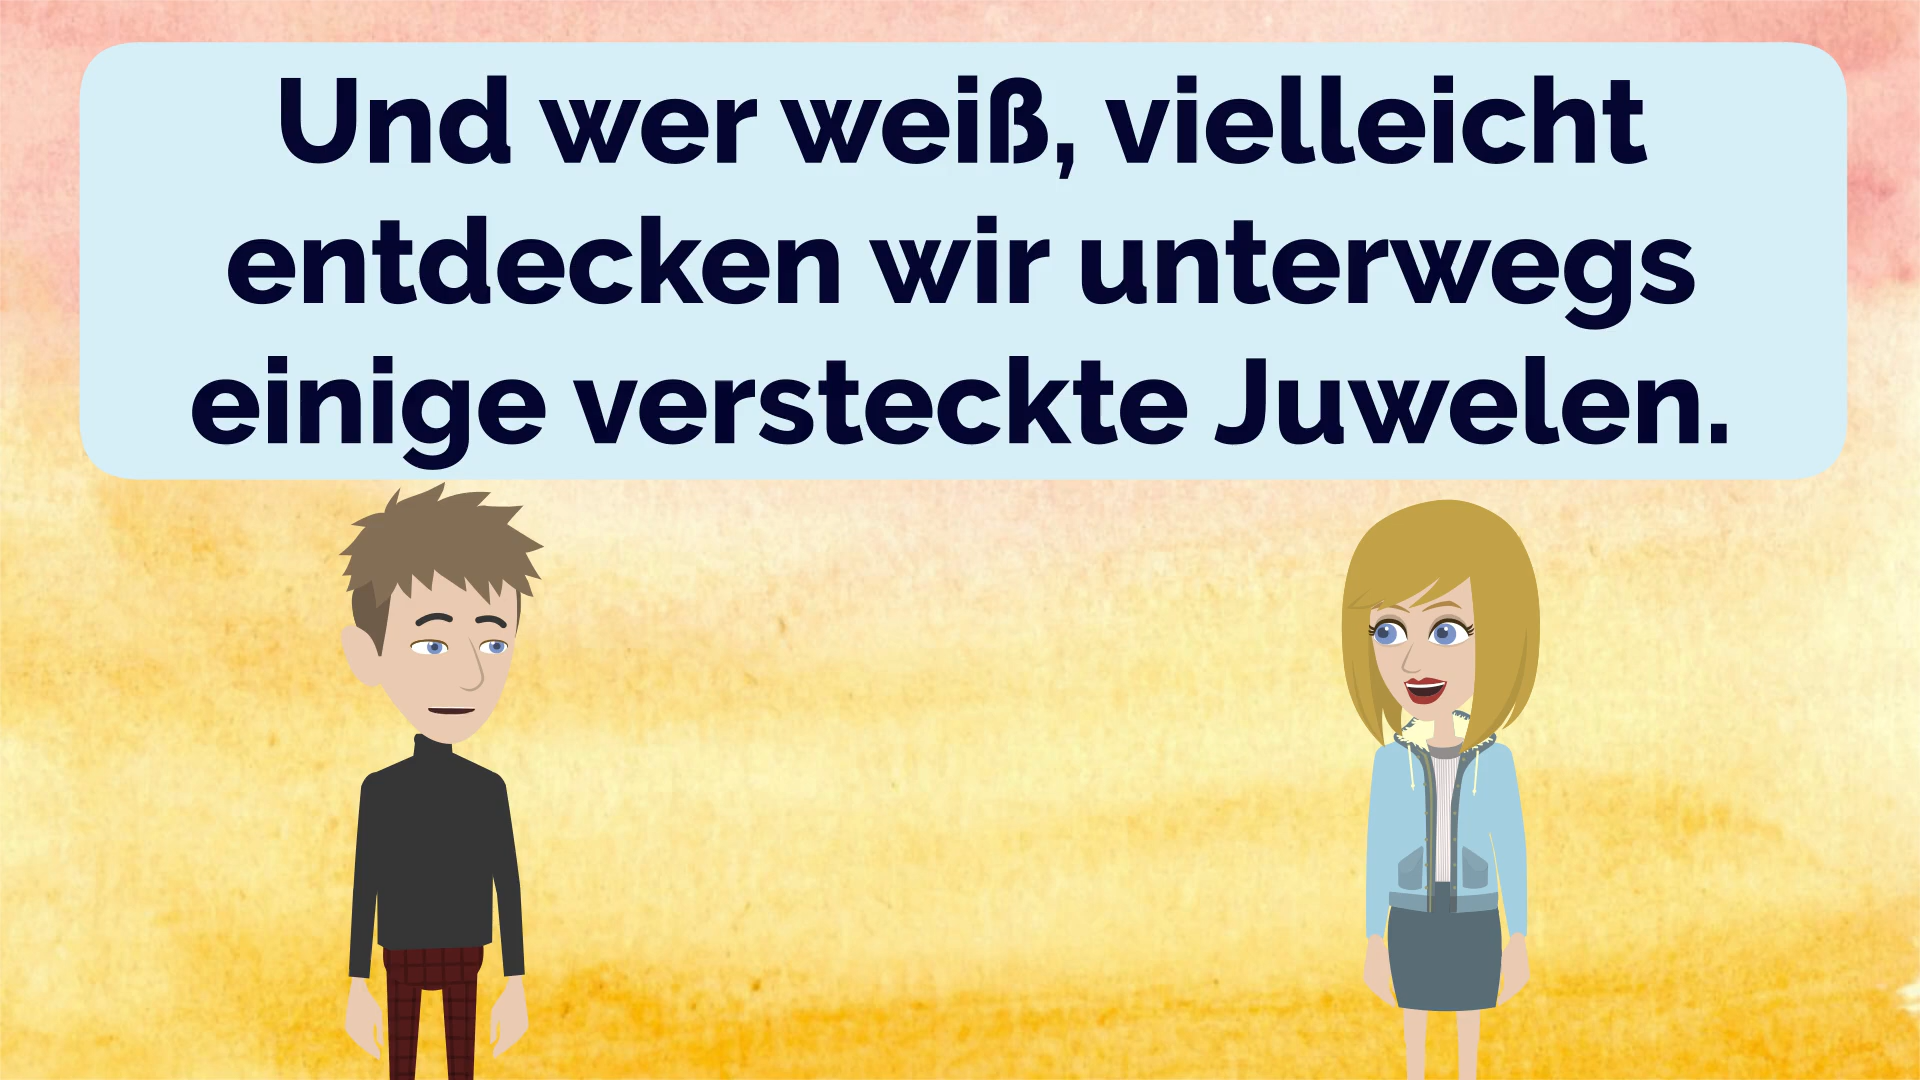 Und wer weiß, vielleicht
entdecken wir unterwegs
einige versteckte Juwelen.